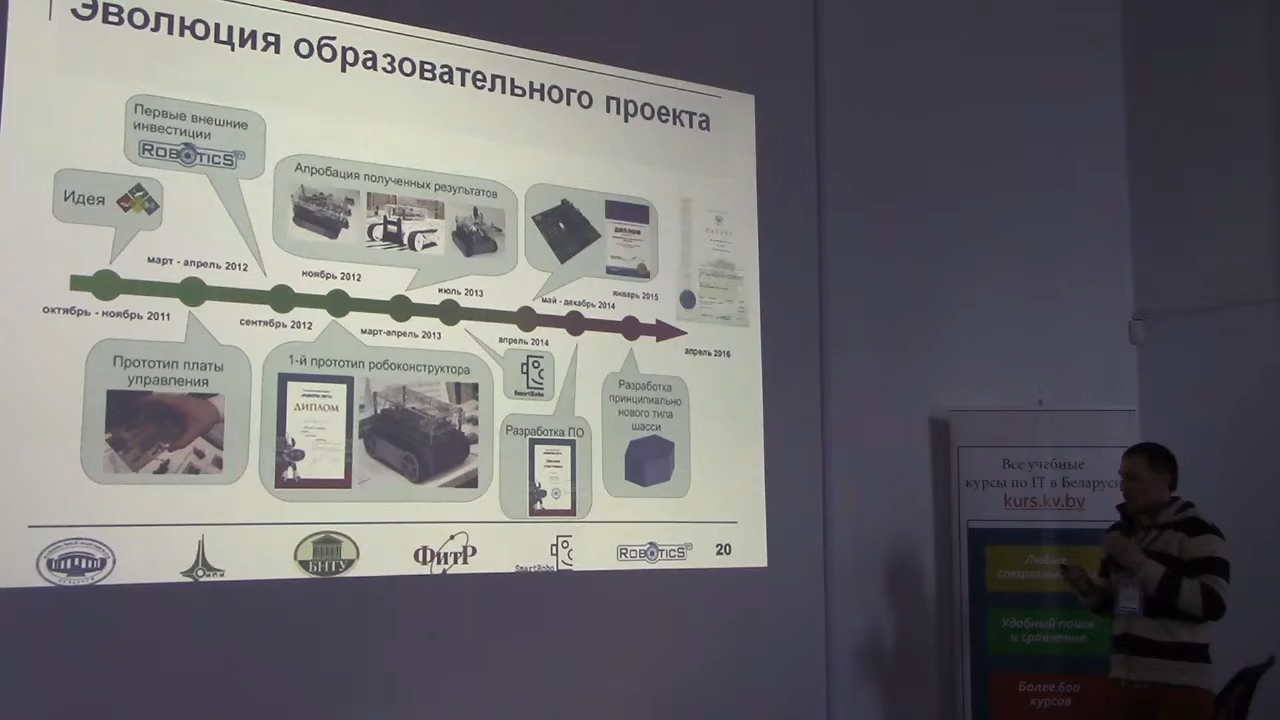 Эволюция образовательного проекта
Первые внешние
инвестиции
ROBOTICS
Идея
Апробация полученных результатов
ДИПЛОМ
март - апрель 2012
ноябрь 2012
июль 2013
май - декабрь 2014
январь 2015
октябрь - ноябрь 2011
сентябрь 2012
март-апрель 2013
апрель 2014
апрель 2016
Прототип платы
управления
1-й прототип робоконструктора
ДИПЛОМ
SmartRobo
Разработка ПО
Разработка
принципиально
нового типа
шасси
БНТУ
ФитР
SmartRobo
ROBOTICS
20
Все учебные
курсы по IT в Беларуси
kurs.kv.by
Удобный поиск
и сравнение
Более 600
курсов